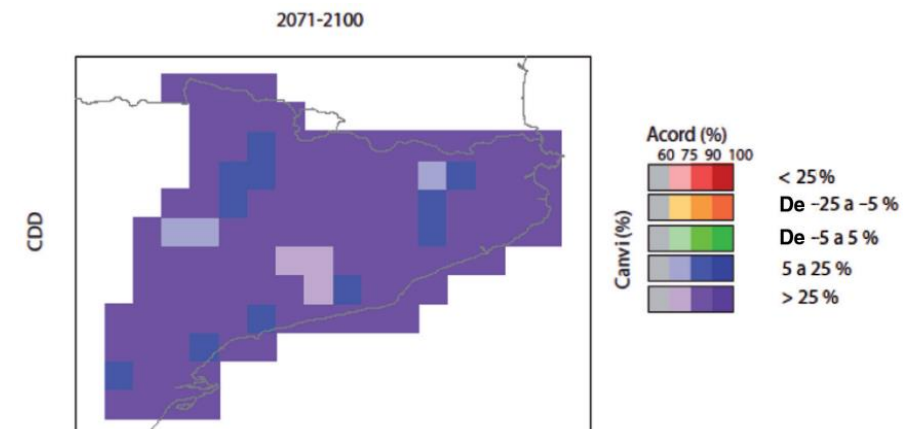 2071-2100
CDD
Acord (%)
60 75 90 100
Canvi (%)
< 25 %
De -25 a -5 %
De -5 a 5 %
5 a 25 %
> 25 %